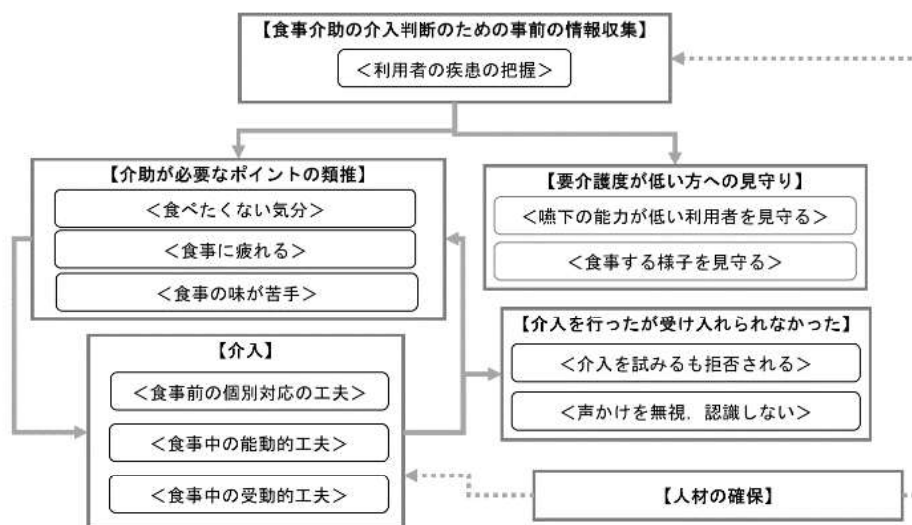 【食事介助の介入判断のための事前の情報収集】
＜利用者の疾患の把握＞
【介助が必要なポイントの類推】
＜食べたくない気分＞
＜食事に疲れる＞
＜食事の味が苦手＞
【要介護度が低い方への見守り】
＜嚥下の能力が低い利用者を見守る＞
＜食事する様子を見守る＞
【介入】
＜食事前の個別対応の工夫＞
＜食事中の能動的工夫＞
＜食事中の受動的工夫＞
【介入を行ったが受け入れられなかった】
＜介入を試みるも拒否される＞
＜声かけを無視．認識しない＞
【人材の確保】